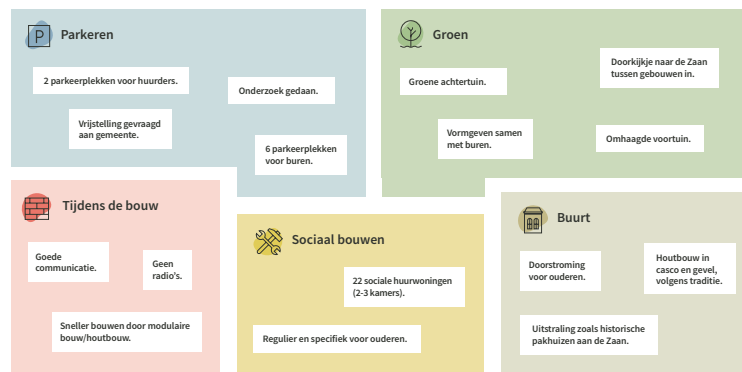 P
Parkeren
2 parkeerplekken voor huurders.
Onderzoek gedaan.
Vrijstelling gevraagd
aan gemeente.
6 parkeerplekken
voor buren.
Groen
Doorkijkje naar de Zaan
tussen gebouwen in.
Groene achtertuin.
Vormgeven samen
met buren.
Omhaagde voortuin.
Tijdens de bouw
Goede
communicatie.
Geen
radio's.
Sneller bouwen door modulaire
bouw/houtbouw.
Sociaal bouwen
22 sociale huurwoningen
(2-3 kamers).
Regulier en specifiek voor ouderen.
Buurt
Doorstroming
voor ouderen.
Houtbouw in
casco en gevel,
volgens traditie.
Uitstraling zoals historische
pakhuizen aan de Zaan.